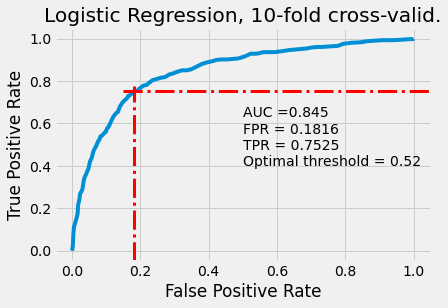 Logistic Regression, 10-fold cross-valid.
True Positive Rate
1.0
0.8
0.6
0.4
0.2
0.0
AUC =0.845
FPR = 0.1816
TPR = 0.7525
Optimal threshold = 0.52
0.0 0.2 0.4 0.6 0.8 1.0
False Positive Rate